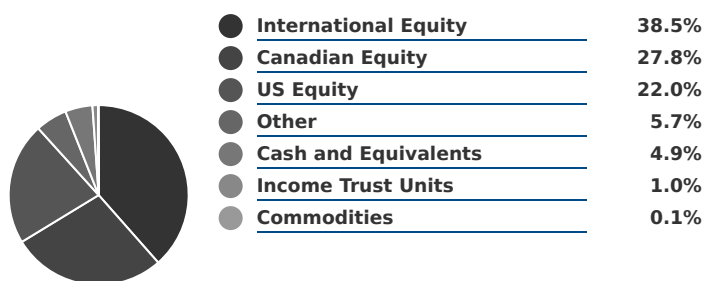 International Equity 38.5%
Canadian Equity 27.8%
US Equity 22.0%
Other 5.7%
Cash and Equivalents 4.9%
Income Trust Units 1.0%
Commodities 0.1%